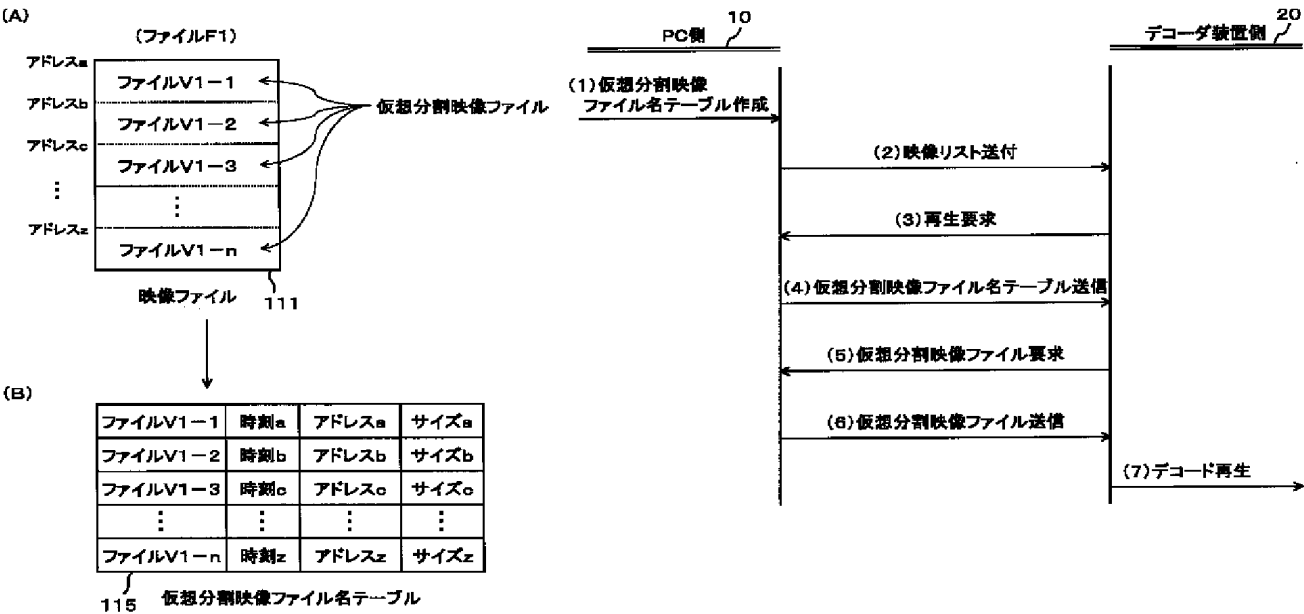 (A)
(ファイルF1)
アドレスa
ファイルV1－1
アドレスb
ファイルV1－2
アドレスc
ファイルV1－3
⋮
⋮
アドレスz
ファイルV1－n
仮想分割映像ファイル
映像ファイル
111
(B)
ファイルV1－1 時刻a アドレスa サイズa
ファイルV1－2 時刻b アドレスb サイズb
ファイルV1－3 時刻c アドレスc サイズc
⋮ ⋮ ⋮ ⋮
ファイルV1－n 時刻z アドレスz サイズz
115
仮想分割映像ファイル名テーブル
10
PC側
20
デコーダ装置側
(1)仮想分割映像
ファイル名テーブル作成
(2)映像リスト送付
(3)再生要求
(4)仮想分割映像ファイル名テーブル送信
(5)仮想分割映像ファイル要求
(6)仮想分割映像ファイル送信
(7)デコード再生